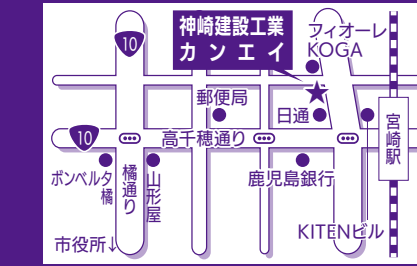 神崎建設工業
カンエイ
フィオーレ
KOGA
10
郵便局
日通
宮崎駅
10
高千穂通り
ボンベルタ
橘
橘通り
山形屋
鹿児島銀行
KITENビル
市役所↓